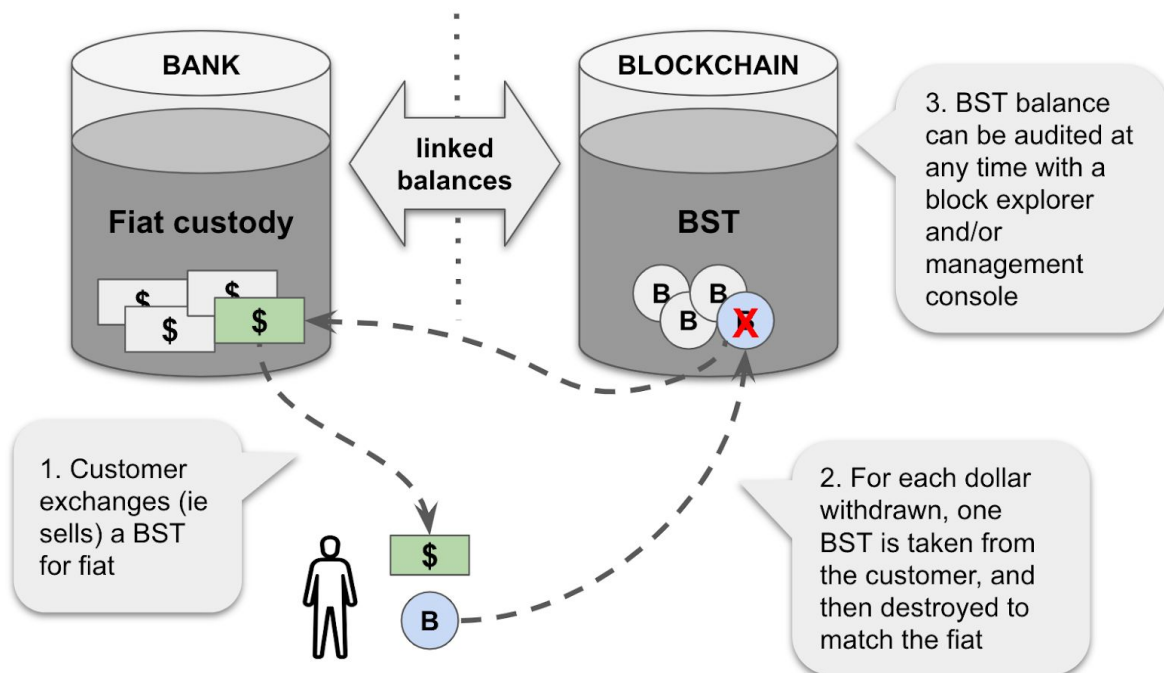 BANK
BLOCKCHAIN
linked
balances
Fiat custody
BST
$
$
$
$
B
B
B
B
X
3. BST balance
can be audited at
any time with a
block explorer
and/or
management
console
1. Customer
exchanges (ie
sells) a BST
for fiat
$
B
2. For each dollar
withdrawn, one
BST is taken from
the customer, and
then destroyed to
match the fiat